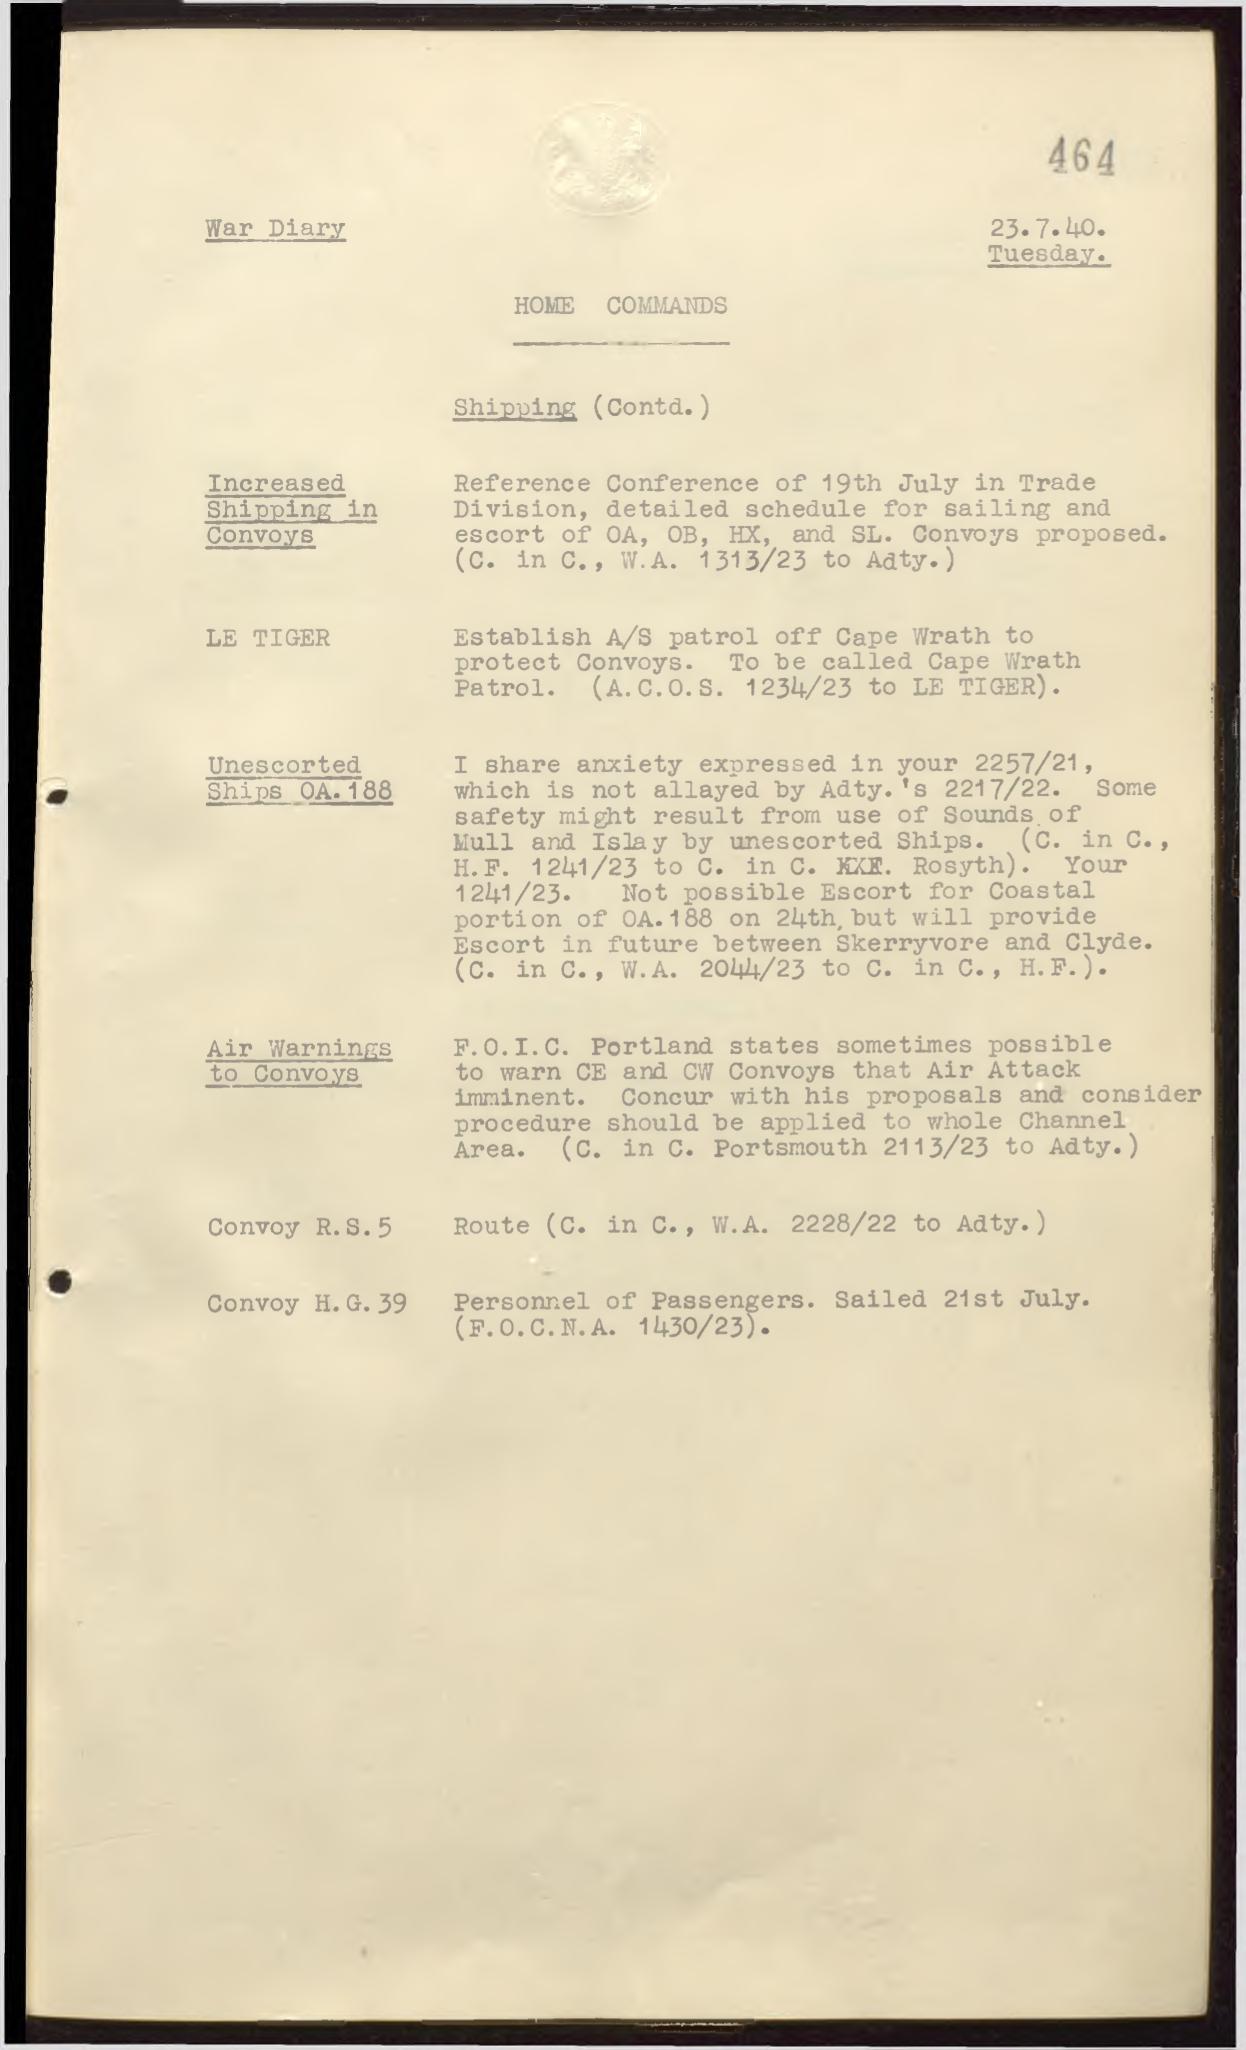 464
War Diary
23.7.40.
Tuesday.
HOME COMMANDS
Shipping (Contd.)
Increased
Shipping in
Convoys
Reference Conference of 19th July in Trade
Division, detailed schedule for sailing and
escort of OA, OB, HX, and SL. Convoys proposed.
(C. in C., W.A. 1313/23 to Adty.)
LE TIGER
Establish A/S patrol off Cape Wrath to
protect Convoys. To be called Cape Wrath
Patrol. (A.C.O.S. 1234/23 to LE TIGER).
Unescorted
Ships OA.188
I share anxiety expressed in your 2257/21,
which is not allayed by Adty.'s 2217/22. Some
safety might result from use of Sounds of
Mull and Islay by unescorted Ships. (C. in C.,
H.F. 1241/23 to C. in C. Rosyth). Your
1241/23. Not possible Escort for Coastal
portion of OA.188 on 24th, but will provide
Escort in future between Skerryvore and Clyde.
(C. in C., W.A. 2044/23 to C. in C., H.F.).
Air Warnings
to Convoys
F.O.I.C. Portland states sometimes possible
to warn CE and CW Convoys that Air Attack
imminent. Concur with his proposals and consider
procedure should be applied to whole Channel
Area. (C. in C. Portsmouth 2113/23 to Adty.)
Convoy R.S.5
Route (C. in C., W.A. 2228/22 to Adty.)
Convoy H.G.39
Personnel of Passengers. Sailed 21st July.
(F.O.C.N.A. 1430/23).